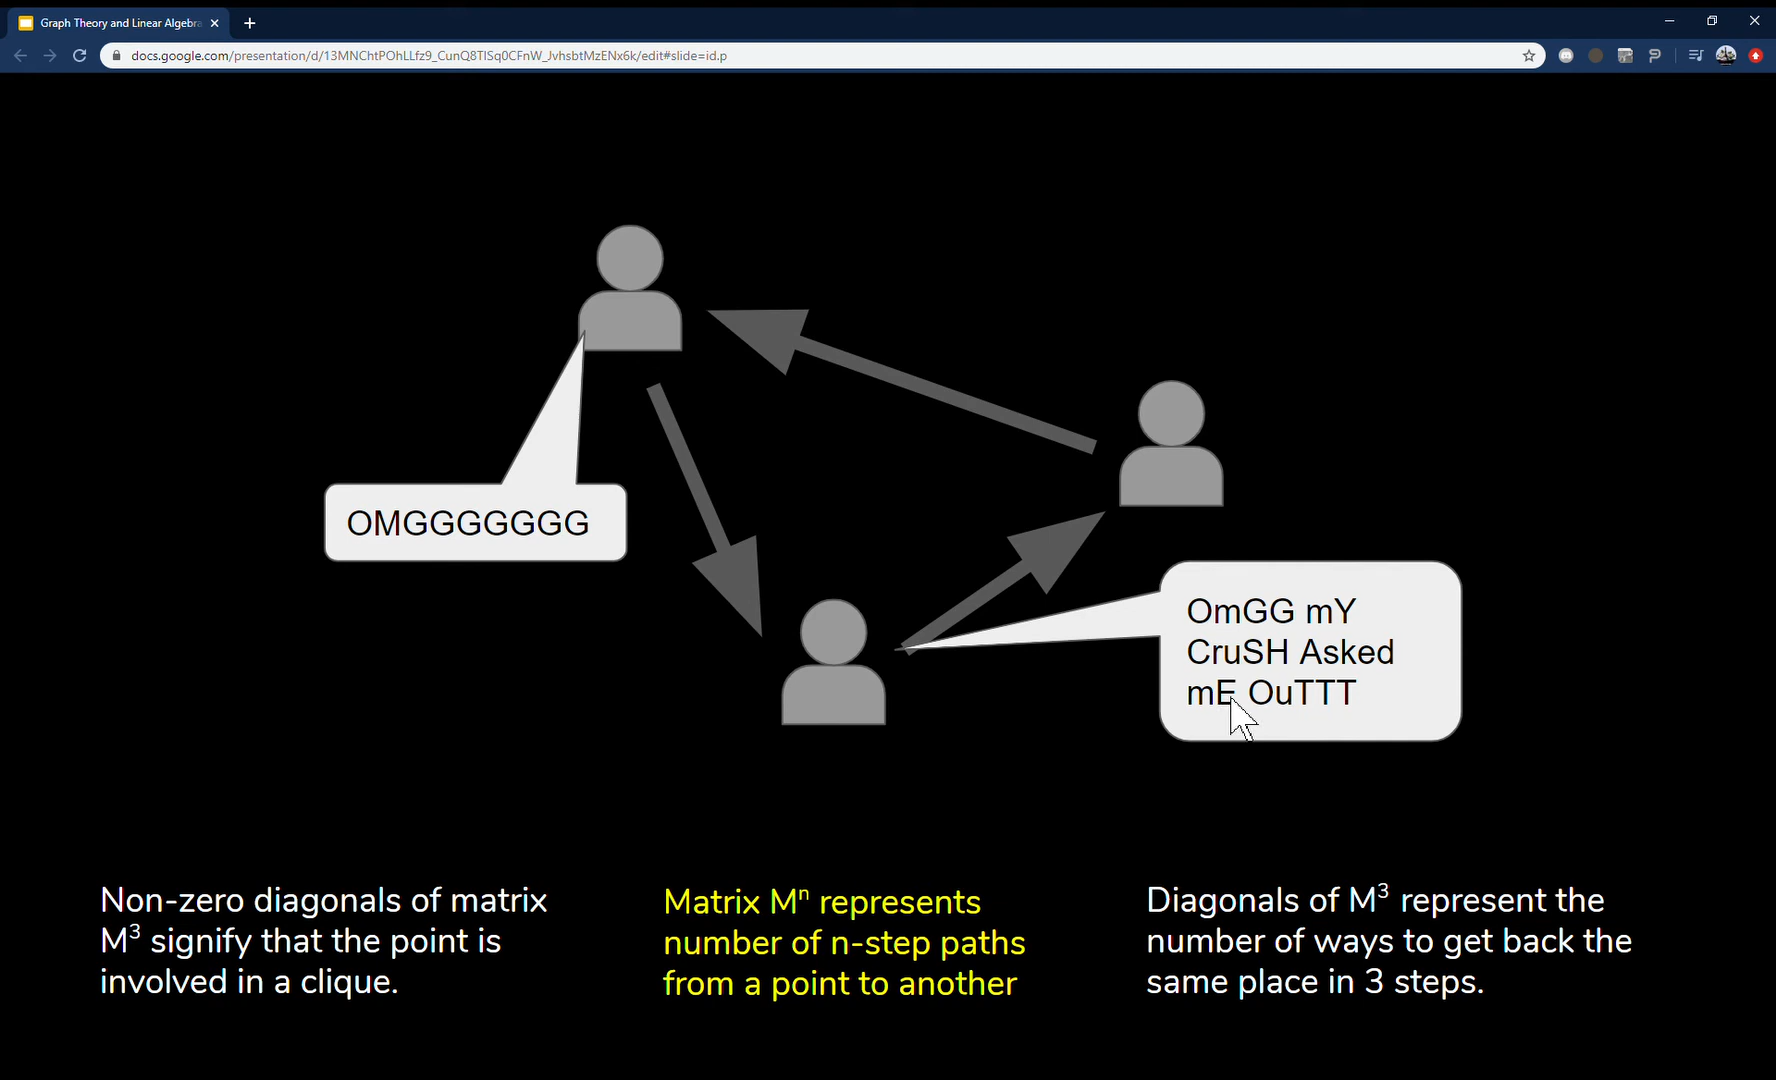 Graph Theory and Linear Algebra
docs.google.com/presentation/d/13MNChtPOhLLfz9_CunQ8TlSq0CFnW_JvhsbtMzENx6k/edit#slide=id.p
OMGGGGGGG
OmGG mY
CruSH Asked
mE OuTTT
Non-zero diagonals of matrix
M³ signify that the point is
involved in a clique.
Matrix Mⁿ represents
number of n-step paths
from a point to another
Diagonals of M³ represent the
number of ways to get back the
same place in 3 steps.